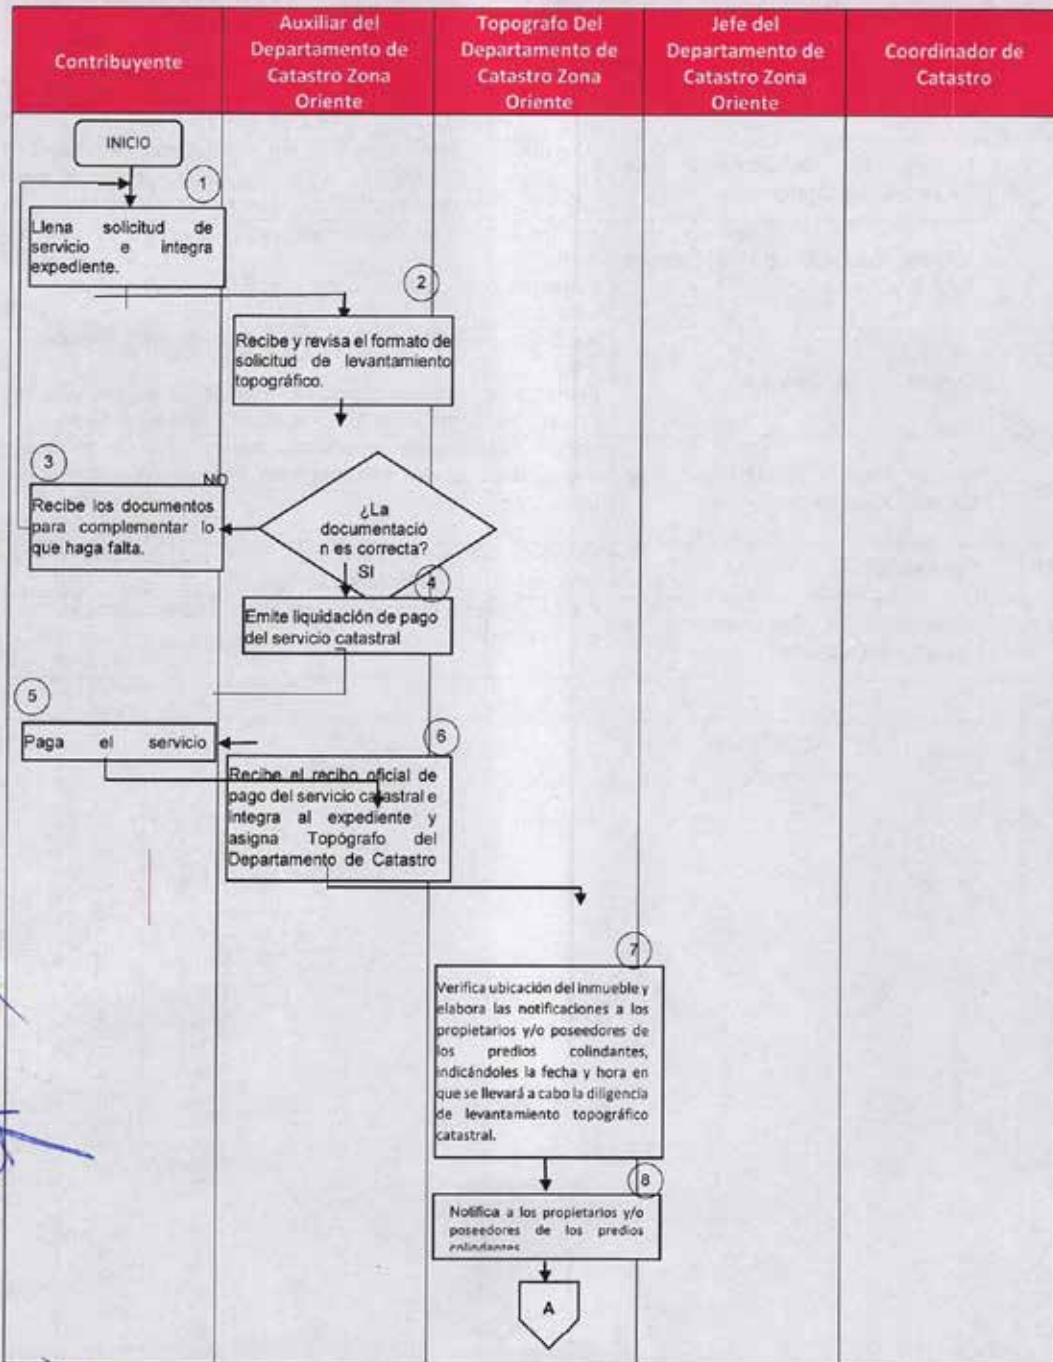 Contribuyente
Auxiliar del
Departamento de
Catastro Zona
Oriente
Topografo Del
Departamento de
Catastro Zona
Oriente
Jefe del
Departamento de
Catastro Zona
Oriente
Coordinador de
Catastro
INICIO
1
Llena solicitud de
servicio e integra
expediente.
2
Recibe y revisa el formato de
solicitud de levantamiento
topográfico.
3
NO
Recibe los documentos
para complementar lo
que haga falta.
¿La
documentació
n es correcta?
SI
4
Emite liquidación de pago
del servicio catastral
5
Paga el servicio
6
Recibe el recibo oficial de
pago del servicio catastral e
integra al expediente y
asigna Topógrafo del
Departamento de Catastro
7
Verifica ubicación del inmueble y
elabora las notificaciones a los
propietarios y/o poseedores de
los predios colindantes,
indicándoles la fecha y hora en
que se llevará a cabo la diligencia
de levantamiento topográfico
catastral.
8
Notifica a los propietarios y/o
poseedores de los predios
colindantes
A